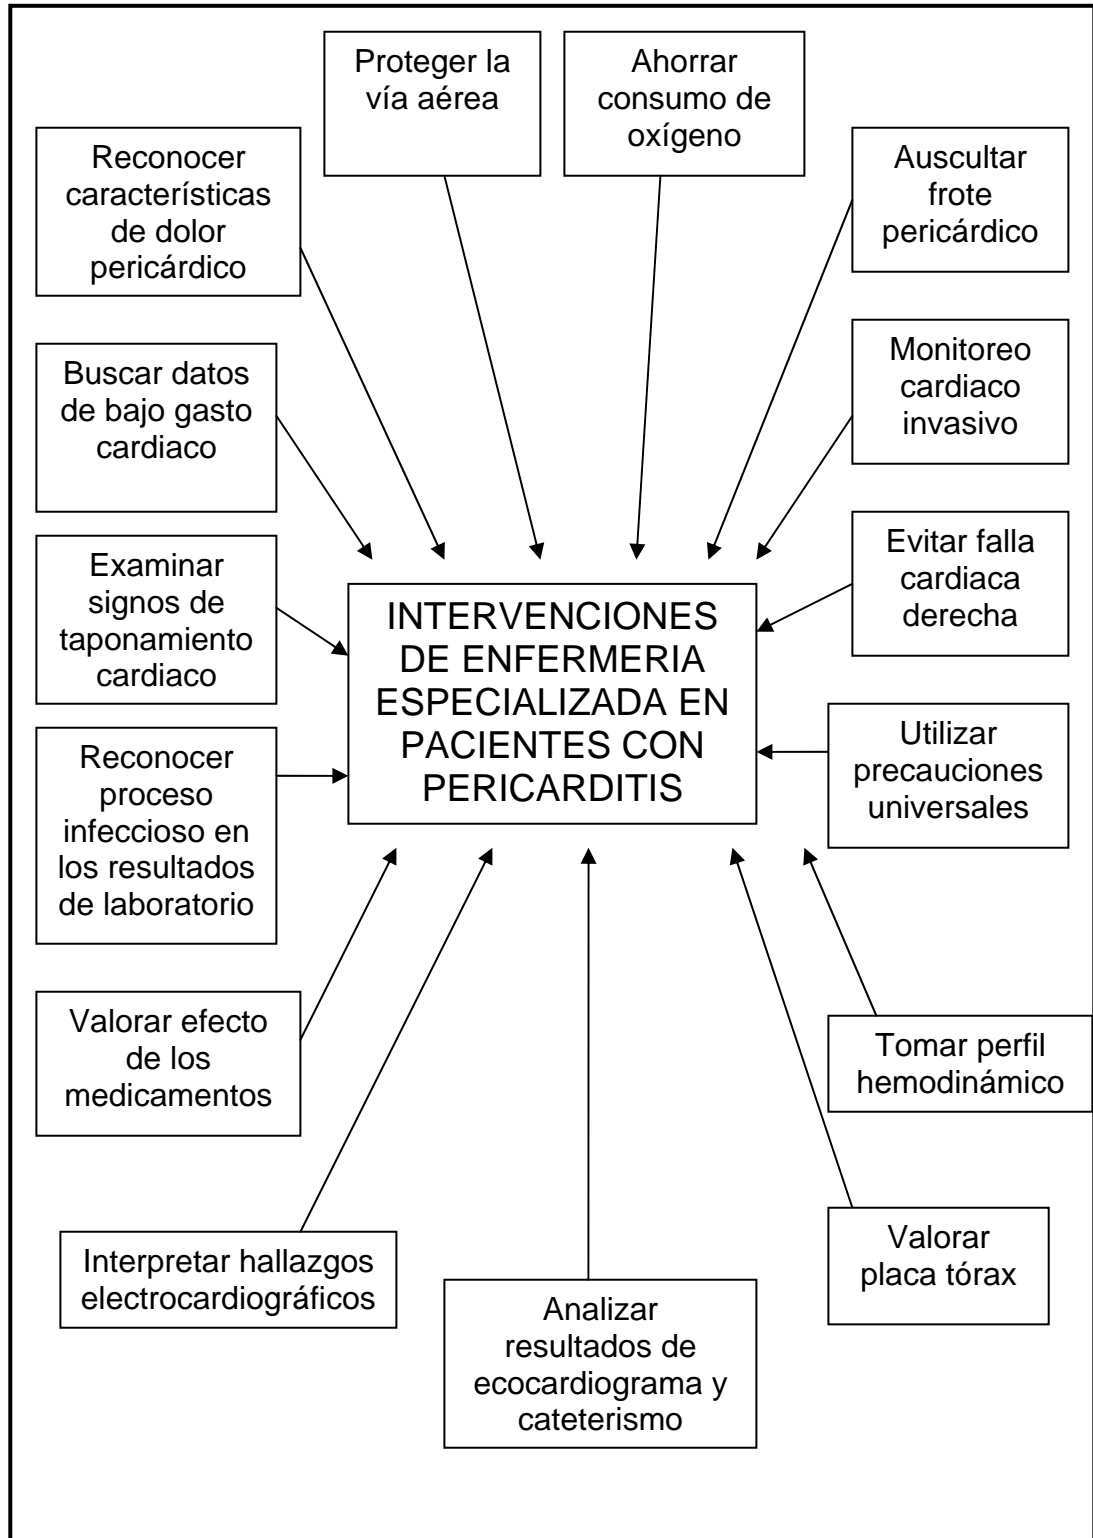 Proteger la
vía aérea
Ahorrar
consumo de
oxígeno
Reconocer
características
de dolor
pericárdico
Auscultar
frote
pericárdico
Buscar datos
de bajo gasto
cardiaco
Monitoreo
cardiaco
invasivo
Examinar
signos de
taponamiento
cardiaco
Evitar falla
cardiaca
derecha
INTERVENCIONES
DE ENFERMERIA
ESPECIALIZADA EN
PACIENTES CON
PERICARDITIS
Reconocer
proceso
infeccioso en
los resultados
de laboratorio
Utilizar
precauciones
universales
Valorar efecto
de los
medicamentos
Tomar perfil
hemodinámico
Interpretar hallazgos
electrocardiográficos
Analizar
resultados de
ecocardiograma y
cateterismo
Valorar
placa tórax